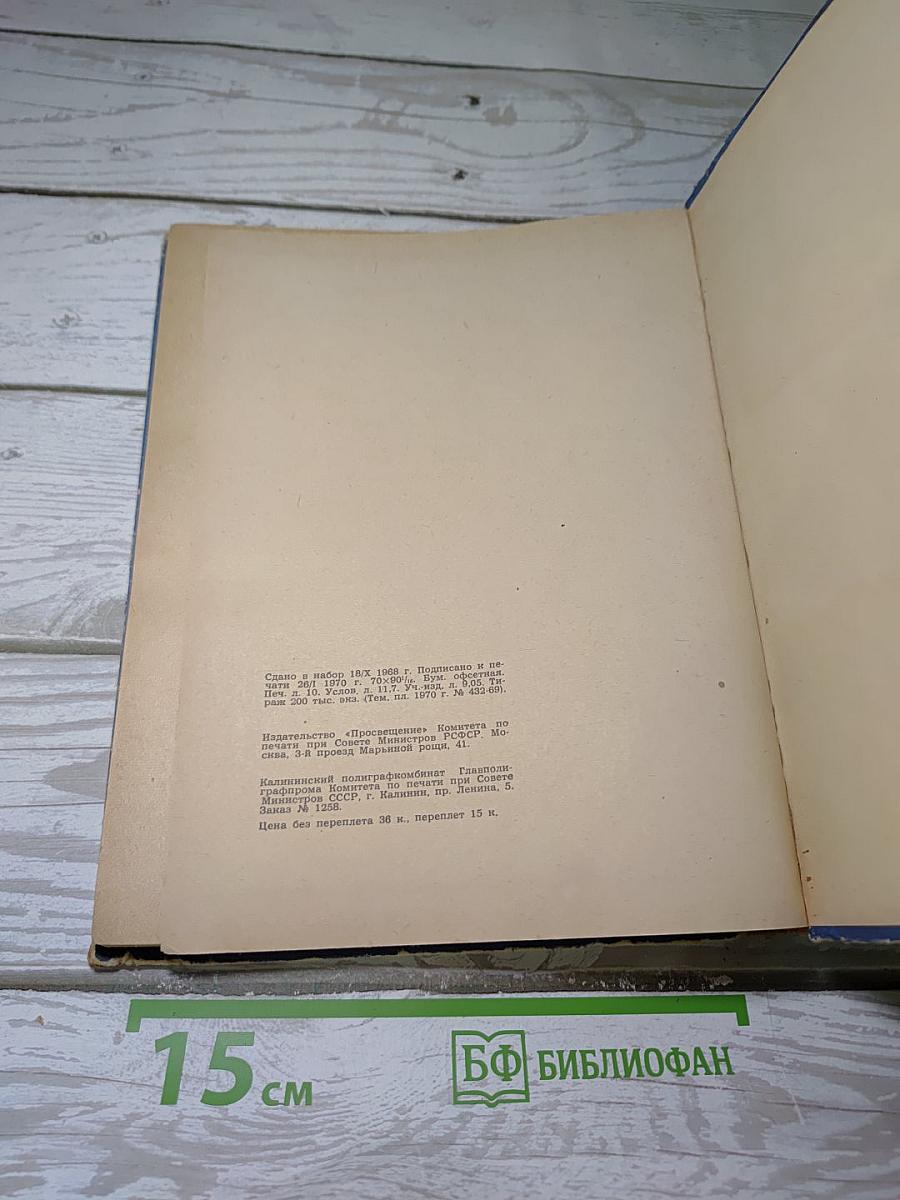 Сдано в набор 18/X 1968 г. Подписано к пе-
чати 26/I 1970 г. 70×90¹/₁₆. Бум. офсетная.
Печ. л. 10. Услов. л. 11,7. Уч.-изд. л. 9,05. Ти-
раж 200 тыс. экз. (Тем. пл. 1970 г. № 432-69).
Издательство «Просвещение» Комитета по
печати при Совете Министров РСФСР. Мо-
сква, 3-й проезд Марьиной рощи, 41.
Калининский полиграфкомбинат Главполи-
графпрома Комитета по печати при Совете
Министров СССР, г. Калинин, пр. Ленина, 5.
Заказ № 1258.
Цена без переплета 36 к., переплет 15 к.
15 см
БФ БИБЛИОФАН